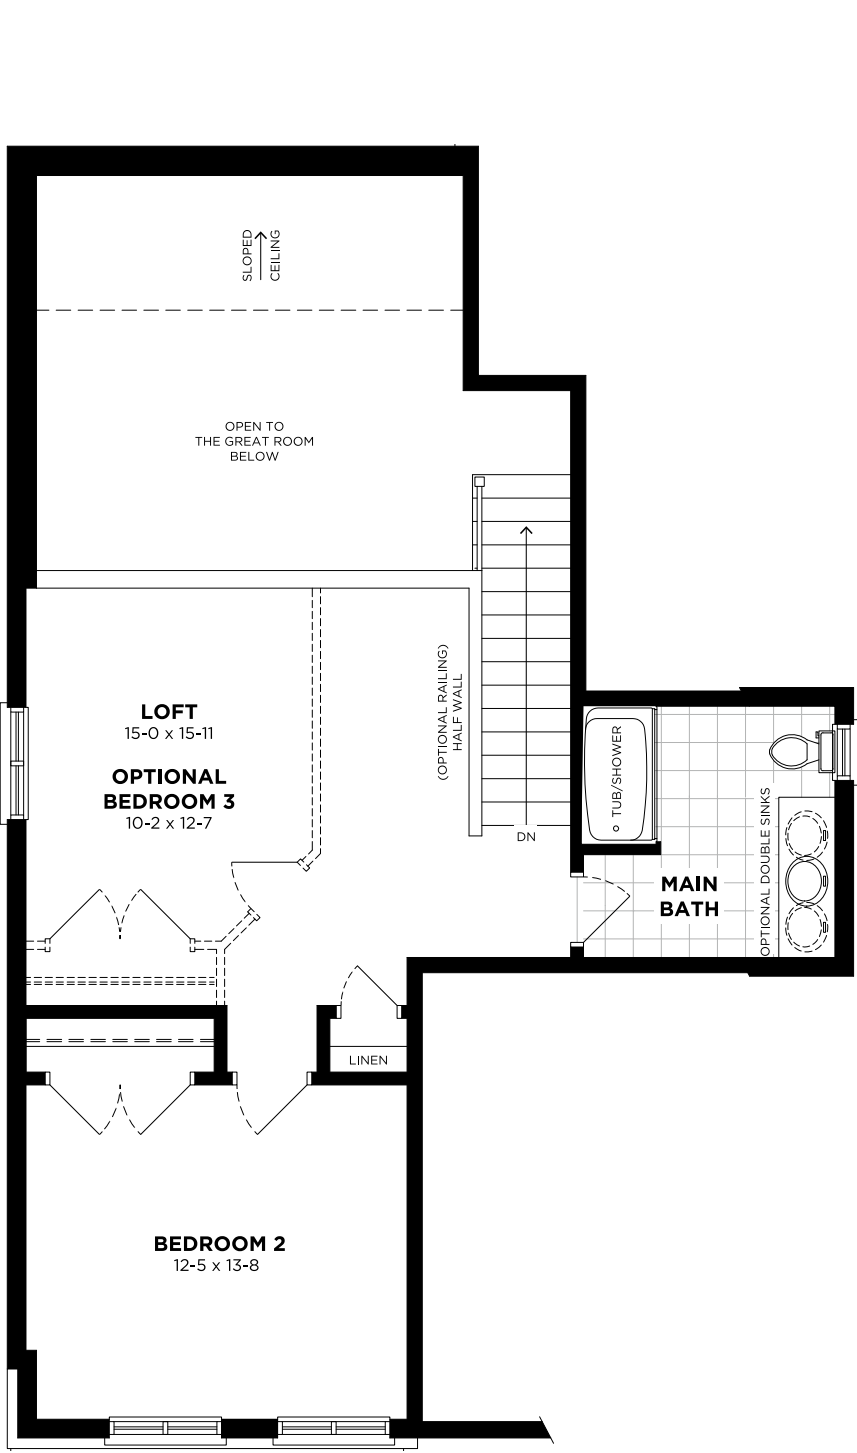 SLOPED
CEILING
OPEN TO
THE GREAT ROOM
BELOW
(OPTIONAL RAILING)
HALF WALL
LOFT
15-0 x 15-11
OPTIONAL
BEDROOM 3
10-2 x 12-7
DN
TUB/SHOWER
OPTIONAL DOUBLE SINKS
MAIN
BATH
LINEN
BEDROOM 2
12-5 x 13-8